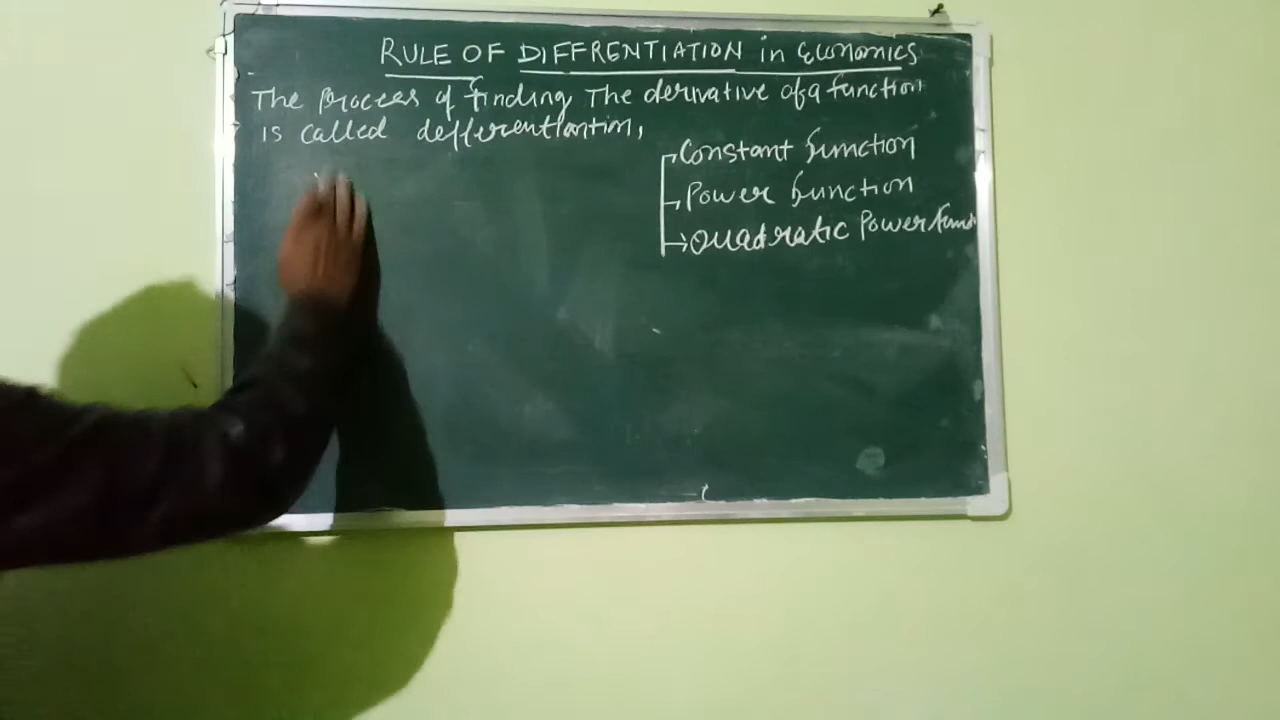 RULE OF DIFFRENTIATION in Economics
The process of finding The derivative of a function
is called defferentiantion,
Constant function
Power function
Quadratic Power func